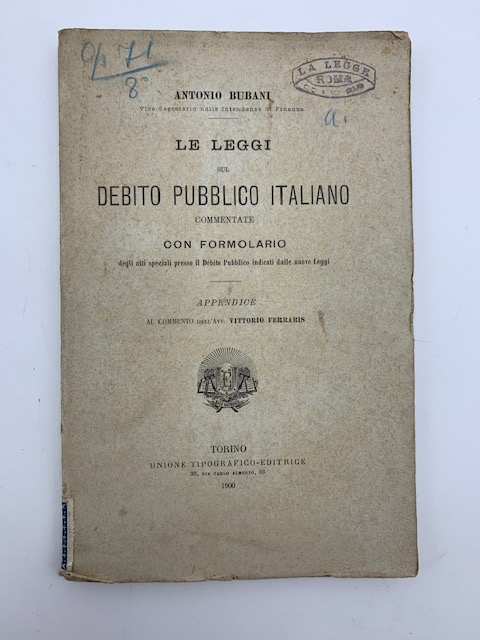 71
8°
LA LEGGE
ROMA
a.
ANTONIO BUBANI
Vice-Segretario nelle Intendenze di Finanza
LE LEGGI
SUL
DEBITO PUBBLICO ITALIANO
COMMENTATE
CON FORMOLARIO
degli atti speciali presso il Debito Pubblico indicati dalle nuove Leggi
APPENDICE
AL COMMENTO DELL'AVV. VITTORIO FERRARIS
TORINO
UNIONE TIPOGRAFICO-EDITRICE
33, VIA CARLO ALBERTO, 33
1900